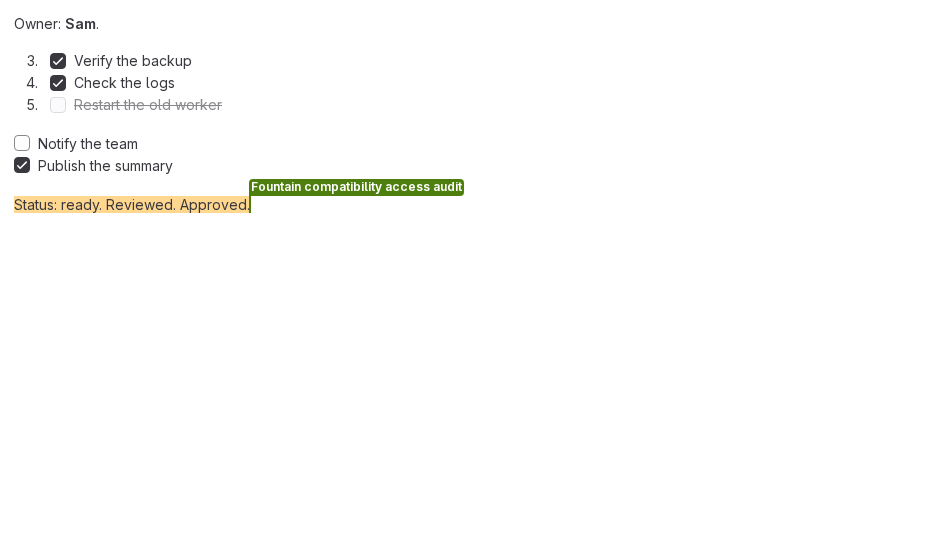 Owner: Sam.
3. Verify the backup
4. Check the logs
5. Restart the old worker
Notify the team
Publish the summary
Fountain compatibility access audit
Status: ready. Reviewed. Approved.